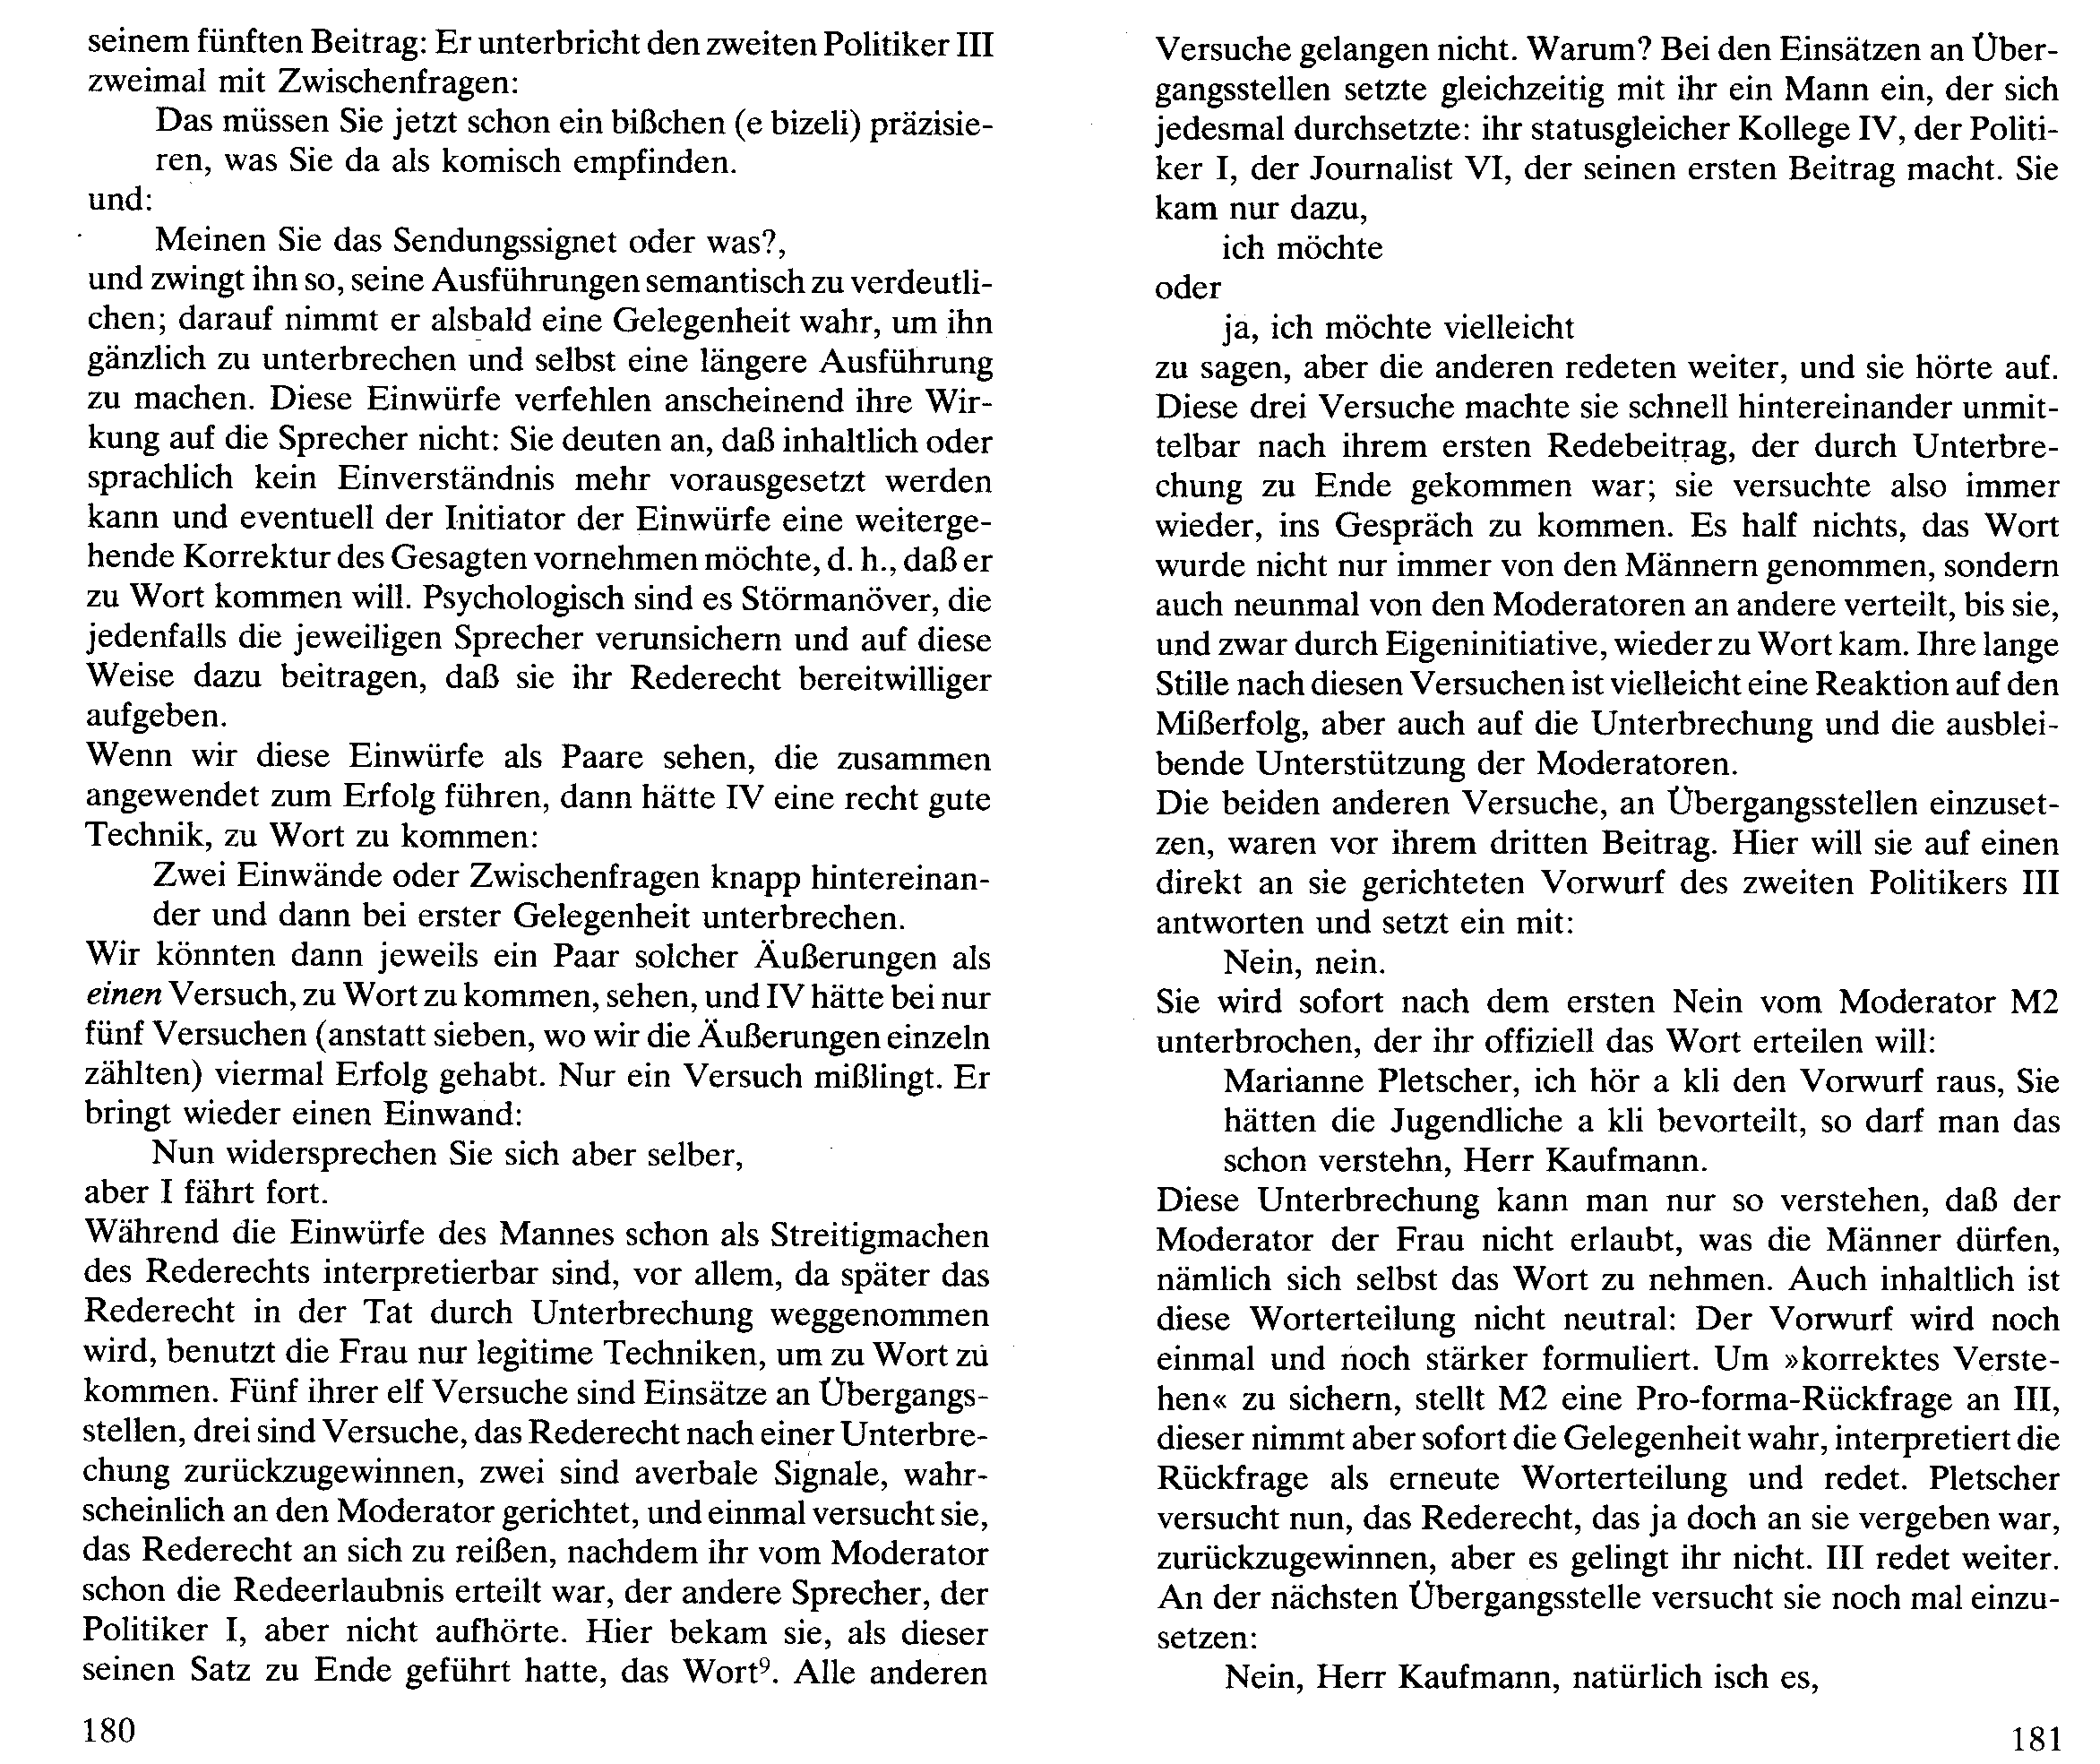 seinem fünften Beitrag: Er unterbricht den zweiten Politiker III
zweimal mit Zwischenfragen:
Das müssen Sie jetzt schon ein bißchen (e bizeli) präzisie-
ren, was Sie da als komisch empfinden.
und:
Meinen Sie das Sendungssignet oder was?,
und zwingt ihn so, seine Ausführungen semantisch zu verdeutli-
chen; darauf nimmt er alsbald eine Gelegenheit wahr, um ihn
gänzlich zu unterbrechen und selbst eine längere Ausführung
zu machen. Diese Einwürfe verfehlen anscheinend ihre Wir-
kung auf die Sprecher nicht: Sie deuten an, daß inhaltlich oder
sprachlich kein Einverständnis mehr vorausgesetzt werden
kann und eventuell der Initiator der Einwürfe eine weiterge-
hende Korrektur des Gesagten vornehmen möchte, d. h., daß er
zu Wort kommen will. Psychologisch sind es Störmanöver, die
jedenfalls die jeweiligen Sprecher verunsichern und auf diese
Weise dazu beitragen, daß sie ihr Rederecht bereitwilliger
aufgeben.
Wenn wir diese Einwürfe als Paare sehen, die zusammen
angewendet zum Erfolg führen, dann hätte IV eine recht gute
Technik, zu Wort zu kommen:
Zwei Einwände oder Zwischenfragen knapp hintereinan-
der und dann bei erster Gelegenheit unterbrechen.
Wir könnten dann jeweils ein Paar solcher Äußerungen als
einen Versuch, zu Wort zu kommen, sehen, und IV hätte bei nur
fünf Versuchen (anstatt sieben, wo wir die Äußerungen einzeln
zählten) viermal Erfolg gehabt. Nur ein Versuch mißlingt. Er
bringt wieder einen Einwand:
Nun widersprechen Sie sich aber selber,
aber I fährt fort.
Während die Einwürfe des Mannes schon als Streitigmachen
des Rederechts interpretierbar sind, vor allem, da später das
Rederecht in der Tat durch Unterbrechung weggenommen
wird, benutzt die Frau nur legitime Techniken, um zu Wort zu
kommen. Fünf ihrer elf Versuche sind Einsätze an Übergangs-
stellen, drei sind Versuche, das Rederecht nach einer Unterbre-
chung zurückzugewinnen, zwei sind averbale Signale, wahr-
scheinlich an den Moderator gerichtet, und einmal versucht sie,
das Rederecht an sich zu reißen, nachdem ihr vom Moderator
schon die Redeerlaubnis erteilt war, der andere Sprecher, der
Politiker I, aber nicht aufhörte. Hier bekam sie, als dieser
seinen Satz zu Ende geführt hatte, das Wort⁹. Alle anderen
180
Versuche gelangen nicht. Warum? Bei den Einsätzen an Über-
gangsstellen setzte gleichzeitig mit ihr ein Mann ein, der sich
jedesmal durchsetzte: ihr statusgleicher Kollege IV, der Politi-
ker I, der Journalist VI, der seinen ersten Beitrag macht. Sie
kam nur dazu,
ich möchte
oder
ja, ich möchte vielleicht
zu sagen, aber die anderen redeten weiter, und sie hörte auf.
Diese drei Versuche machte sie schnell hintereinander unmit-
telbar nach ihrem ersten Redebeitrag, der durch Unterbre-
chung zu Ende gekommen war; sie versuchte also immer
wieder, ins Gespräch zu kommen. Es half nichts, das Wort
wurde nicht nur immer von den Männern genommen, sondern
auch neunmal von den Moderatoren an andere verteilt, bis sie,
und zwar durch Eigeninitiative, wieder zu Wort kam. Ihre lange
Stille nach diesen Versuchen ist vielleicht eine Reaktion auf den
Mißerfolg, aber auch auf die Unterbrechung und die ausblei-
bende Unterstützung der Moderatoren.
Die beiden anderen Versuche, an Übergangsstellen einzuset-
zen, waren vor ihrem dritten Beitrag. Hier will sie auf einen
direkt an sie gerichteten Vorwurf des zweiten Politikers III
antworten und setzt ein mit:
Nein, nein.
Sie wird sofort nach dem ersten Nein vom Moderator M2
unterbrochen, der ihr offiziell das Wort erteilen will:
Marianne Pletscher, ich hör a kli den Vorwurf raus, Sie
hätten die Jugendliche a kli bevorteilt, so darf man das
schon verstehn, Herr Kaufmann.
Diese Unterbrechung kann man nur so verstehen, daß der
Moderator der Frau nicht erlaubt, was die Männer dürfen,
nämlich sich selbst das Wort zu nehmen. Auch inhaltlich ist
diese Worterteilung nicht neutral: Der Vorwurf wird noch
einmal und noch stärker formuliert. Um »korrektes Verste-
hen« zu sichern, stellt M2 eine Pro-forma-Rückfrage an III,
dieser nimmt aber sofort die Gelegenheit wahr, interpretiert die
Rückfrage als erneute Worterteilung und redet. Pletscher
versucht nun, das Rederecht, das ja doch an sie vergeben war,
zurückzugewinnen, aber es gelingt ihr nicht. III redet weiter.
An der nächsten Übergangsstelle versucht sie noch mal einzu-
setzen:
Nein, Herr Kaufmann, natürlich isch es,
181